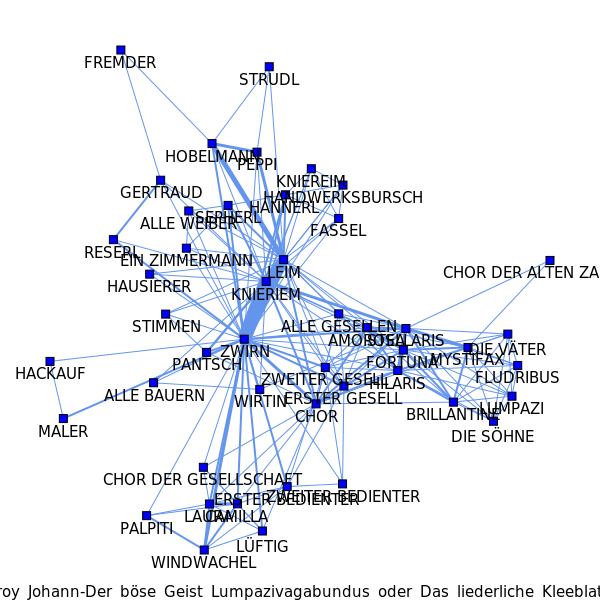 FREMDER
STRUDL
HOBELMANN
PEPPI
KNIEREIM
GERTRAUD
HANDWERKSBURSCH
HANNERL
SEPHERL
ALLE WEIBER
FASSEL
RESERL
EIN ZIMMERMANN
LEIM
CHOR DER ALTEN ZA
HAUSIERER
KNIERIEM
STIMMEN
ALLE GESELLEN
AMOROSA
STELLARIS
ZWIRN
DIE VÄTER
MYSTIFAX
FORTUNA
PANTSCH
HACKAUF
FLUDRIBUS
ZWEITER GESELL
HILARIS
ALLE BAUERN
ERSTER GESELL
WIRTIN
LUMPAZI
BRILLANTINE
CHOR
MALER
DIE SÖHNE
CHOR DER GESELLSCHAFT
ZWEITER BEDIENTER
ERSTER BEDIENTER
LAURA
CAMILLA
PALPITI
LÜFTIG
WINDWACHEL
roy Johann-Der böse Geist Lumpazivagabundus oder Das liederliche Kleeblat